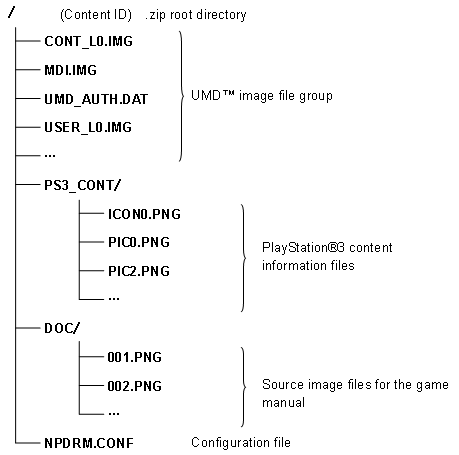 / (Content ID) .zip root directory
CONT_L0.IMG
MDI.IMG
UMD_AUTH.DAT
UMD™ image file group
USER_L0.IMG
...
PS3_CONT/
ICON0.PNG
PIC0.PNG
PlayStation®3 content
information files
PIC2.PNG
...
DOC/
001.PNG
002.PNG
Source image files for the game
manual
...
NPDRM.CONF Configuration file